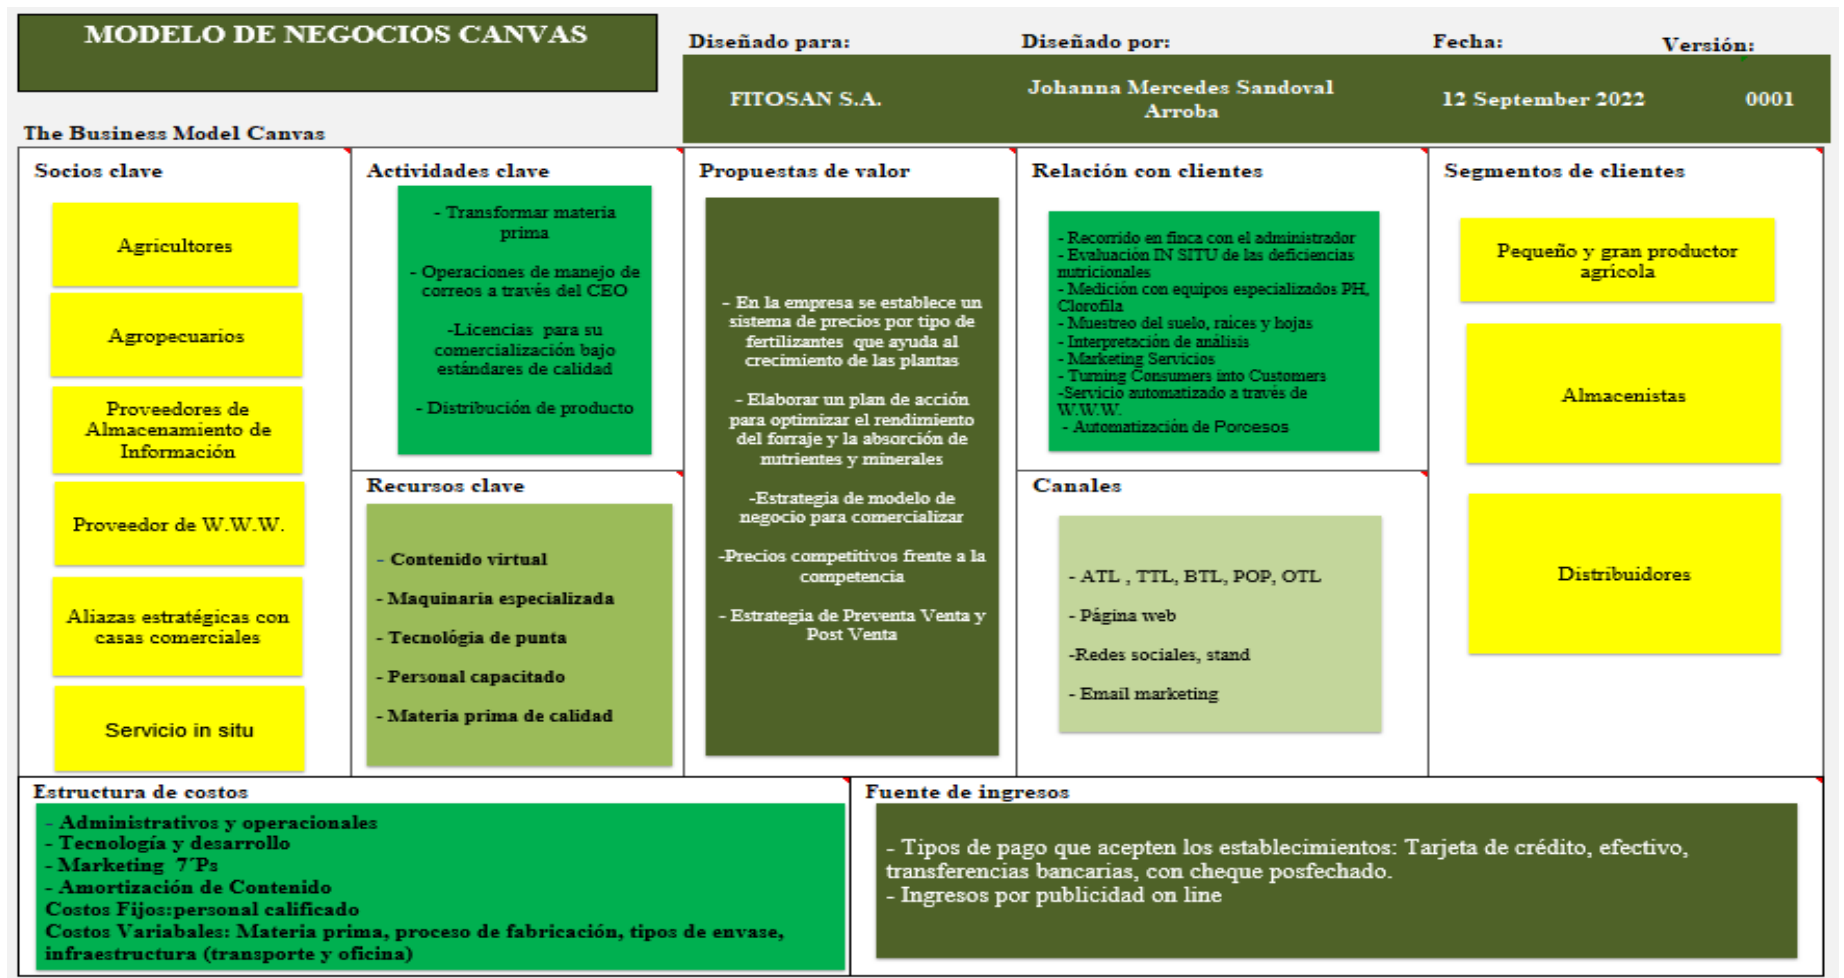 MODELO DE NEGOCIOS CANVAS
Diseñado para:
Diseñado por:
Fecha:
Versión:
FITOSAN S.A.
Johanna Mercedes Sandoval
Arroba
12 September 2022
0001
The Business Model Canvas
Socios clave
Agricultores
Agropecuarios
Proveedores de
Almacenamiento de
Información
Proveedor de W.W.W.
Aliazas estratégicas con
casas comerciales
Servicio in situ
Actividades clave
- Transformar materia
prima
- Operaciones de manejo de
correos a través del CEO
-Licencias para su
comercialización bajo
estándares de calidad
- Distribución de producto
Recursos clave
- Contenido virtual
- Maquinaria especializada
- Tecnológia de punta
- Personal capacitado
- Materia prima de calidad
Propuestas de valor
- En la empresa se establece un
sistema de precios por tipo de
fertilizantes que ayuda al
crecimiento de las plantas
- Elaborar un plan de acción
para optimizar el rendimiento
del forraje y la absorción de
nutrientes y minerales
-Estrategia de modelo de
negocio para comercializar
-Precios competitivos frente a la
competencia
- Estrategia de Preventa Venta y
Post Venta
Relación con clientes
- Recorrido en finca con el administrador
- Evaluación IN SITU de las deficiencias
nutricionales
- Medición con equipos especializados PH,
Clorofila
- Muestreo del suelo, raices y hojas
- Interpretación de análisis
- Marketing Servicios
- Turning Consumers into Customers
-Servicio automatizado a través de
W.W.W.
- Automatización de Porcesos
Canales
- ATL , TTL, BTL, POP, OTL
- Página web
-Redes sociales, stand
- Email marketing
Segmentos de clientes
Pequeño y gran productor
agrícola
Almacenistas
Distribuidores
Estructura de costos
- Administrativos y operacionales
- Tecnología y desarrollo
- Marketing 7´Ps
- Amortización de Contenido
Costos Fijos:personal calificado
Costos Variabales: Materia prima, proceso de fabricación, tipos de envase,
infraestructura (transporte y oficina)
Fuente de ingresos
- Tipos de pago que acepten los establecimientos: Tarjeta de crédito, efectivo,
transferencias bancarias, con cheque posfechado.
- Ingresos por publicidad on line